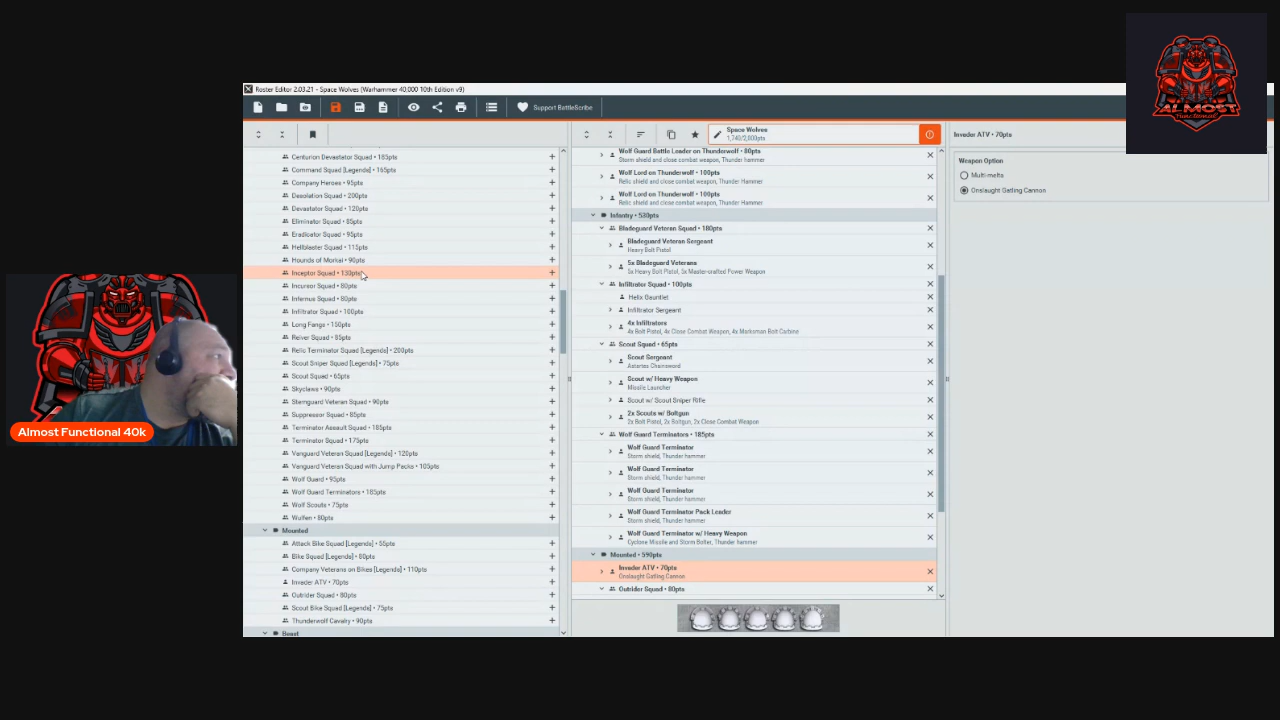 ALMOST
Functional
Roster Editor 2.03.21 - Space Wolves (Warhammer 40,000 10th Edition v9)
Support BattleScribe
Space Wolves
1,740/2,000pts
Invader ATV • 70pts
Centurion Devastator Squad • 185pts
Command Squad [Legends] • 165pts
Company Heroes • 95pts
Desolation Squad • 200pts
Devastator Squad • 120pts
Eliminator Squad • 85pts
Eradicator Squad • 95pts
Hellblaster Squad • 115pts
Hounds of Morkai • 90pts
Inceptor Squad • 130pts
Incursor Squad • 80pts
Infernus Squad • 80pts
Infiltrator Squad • 100pts
Long Fangs • 150pts
Reiver Squad • 85pts
Relic Terminator Squad [Legends] • 200pts
Scout Sniper Squad [Legends] • 75pts
Scout Squad • 65pts
Skyclaws • 90pts
Sternguard Veteran Squad • 90pts
Suppressor Squad • 85pts
Terminator Assault Squad • 185pts
Terminator Squad • 175pts
Vanguard Veteran Squad [Legends] • 120pts
Vanguard Veteran Squad with Jump Packs • 105pts
Wolf Guard • 95pts
Wolf Guard Terminators • 185pts
Wolf Scouts • 75pts
Wulfen • 80pts
Mounted
Attack Bike Squad [Legends] • 55pts
Bike Squad [Legends] • 80pts
Company Veterans on Bikes [Legends] • 110pts
Invader ATV • 70pts
Outrider Squad • 80pts
Scout Bike Squad [Legends] • 75pts
Thunderwolf Cavalry • 90pts
Beast
Wolf Guard Battle Leader on Thunderwolf • 80pts
Storm shield and close combat weapon, Thunder hammer
Wolf Lord on Thunderwolf • 100pts
Relic shield and close combat weapon, Thunder Hammer
Wolf Lord on Thunderwolf • 100pts
Relic shield and close combat weapon, Thunder Hammer
Infantry • 530pts
Bladeguard Veteran Squad • 180pts
Bladeguard Veteran Sergeant
Heavy Bolt Pistol
5x Bladeguard Veterans
5x Heavy Bolt Pistol, 5x Master-crafted Power Weapon
Infiltrator Squad • 100pts
Helix Gauntlet
Infiltrator Sergeant
4x Infiltrators
4x Bolt Pistol, 4x Close Combat Weapon, 4x Marksman Bolt Carbine
Scout Squad • 65pts
Scout Sergeant
Astartes Chainsword
Scout w/ Heavy Weapon
Missile Launcher
Scout w/ Scout Sniper Rifle
2x Scouts w/ Boltgun
2x Bolt Pistol, 2x Boltgun, 2x Close Combat Weapon
Wolf Guard Terminators • 185pts
Wolf Guard Terminator
Storm shield, Thunder hammer
Wolf Guard Terminator
Storm shield, Thunder hammer
Wolf Guard Terminator
Storm shield, Thunder hammer
Wolf Guard Terminator Pack Leader
Storm shield, Thunder hammer
Wolf Guard Terminator w/ Heavy Weapon
Cyclone Missile and Storm Bolter, Thunder hammer
Mounted • 590pts
Invader ATV • 70pts
Onslaught Gatling Cannon
Outrider Squad • 80pts
Weapon Option
Multi-melta
Onslaught Gatling Cannon
Almost Functional 40k